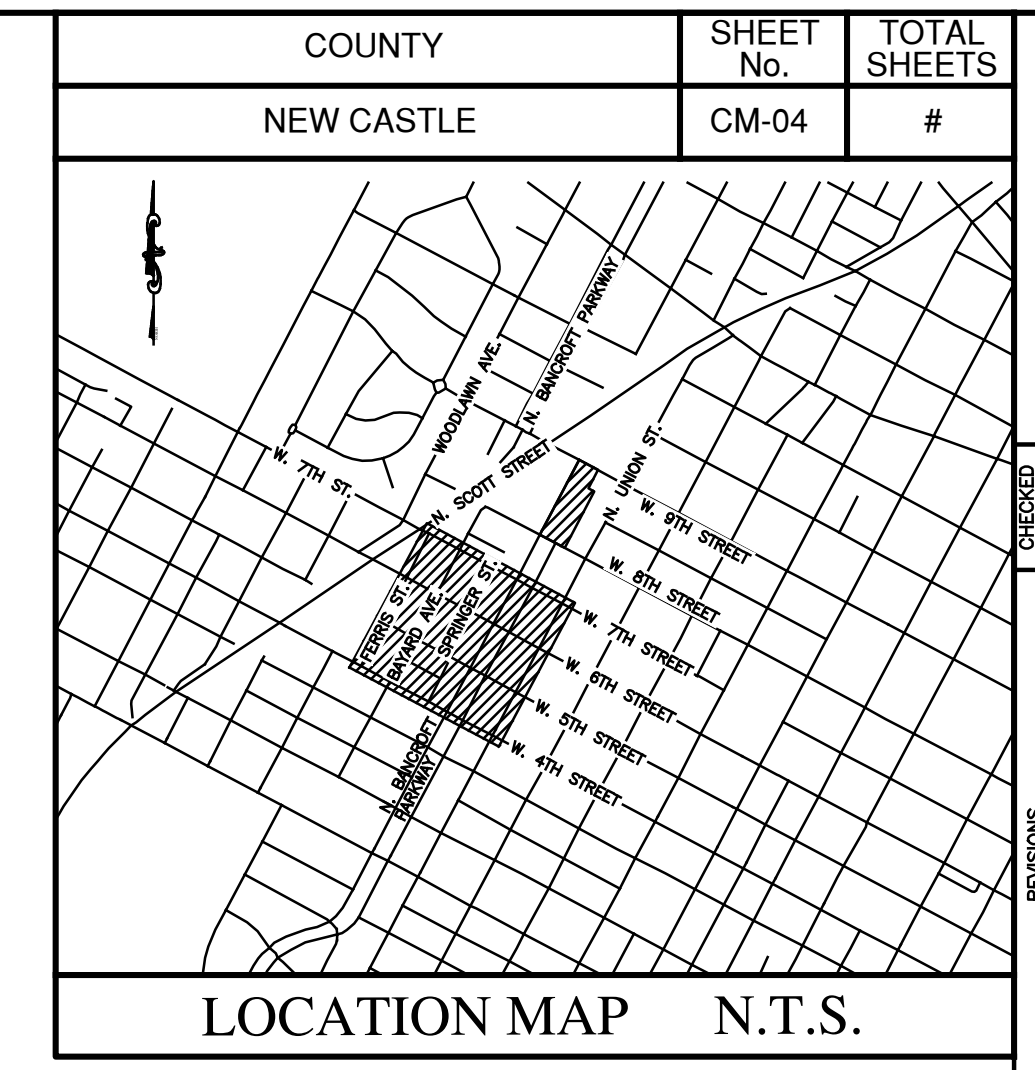 COUNTY
SHEET
No.
TOTAL
SHEETS
NEW CASTLE
CM-04
#
N. BANCROFT PARKWAY
WOODLAWN AVE.
W. 7TH ST.
N. SCOTT STREET
N. UNION ST.
W. 9TH STREET
W. 8TH STREET
W. 7TH STREET
W. 6TH STREET
W. 5TH STREET
W. 4TH STREET
FERRIS ST.
BAYARD AVE.
SPRINGER ST.
N. BANCROFT
PARKWAY
CHECKED
REVISIONS
LOCATION MAP N.T.S.